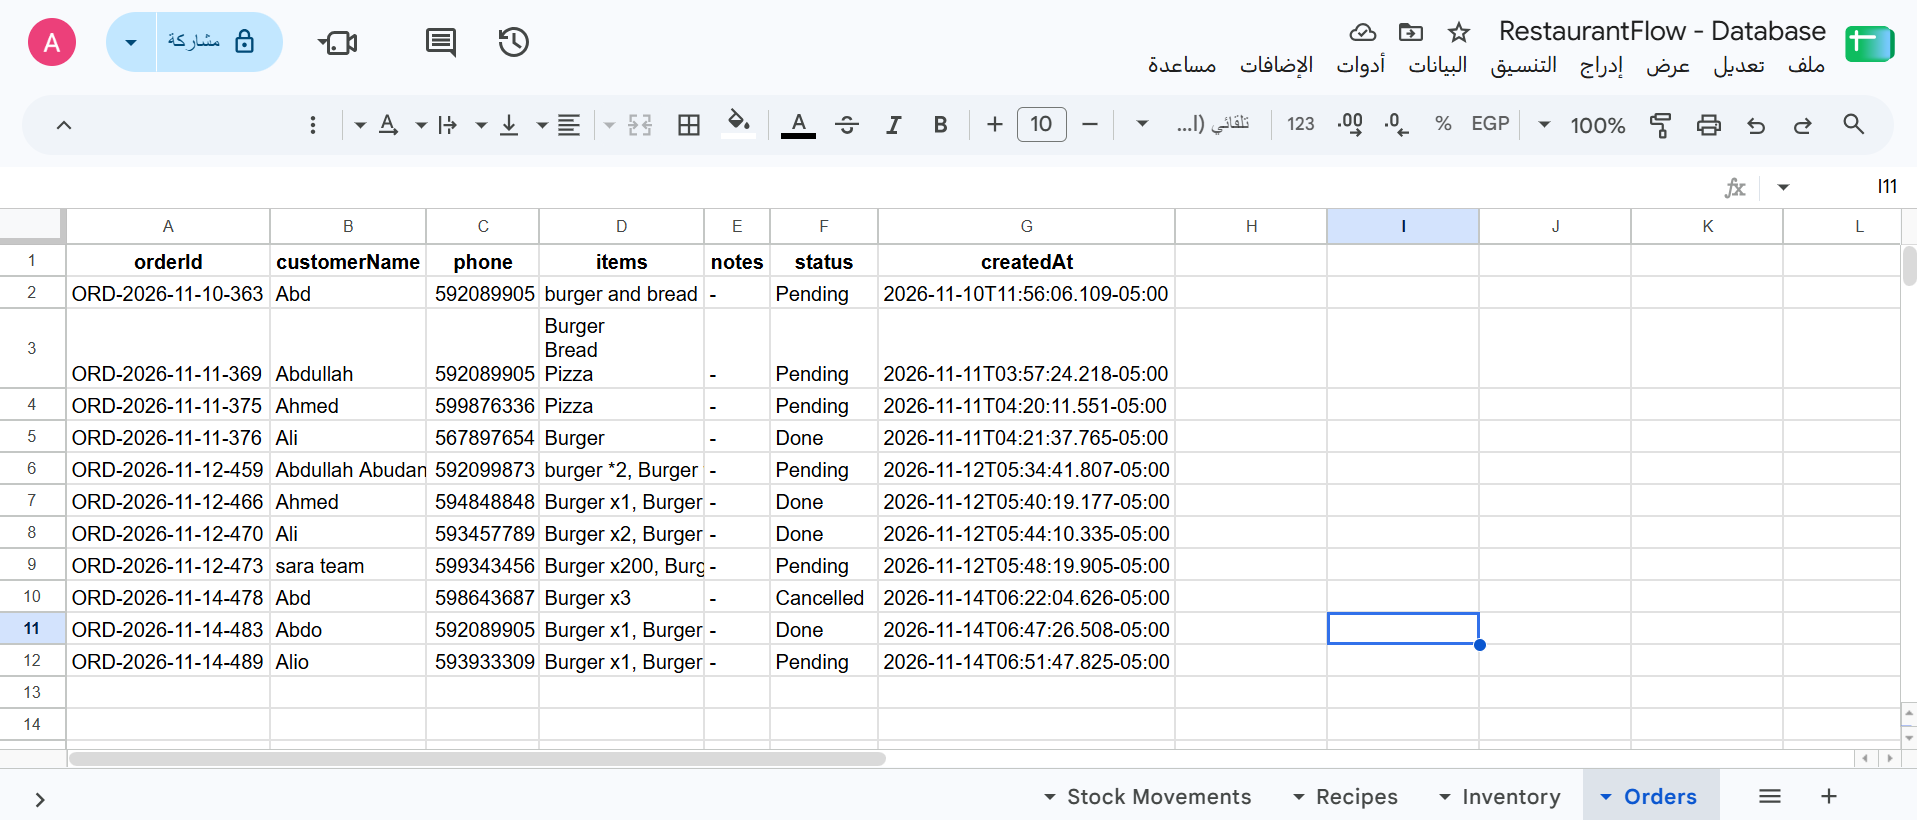 RestaurantFlow - Database
ملف تعديل عرض إدراج التنسيق البيانات أدوات الإضافات مساعدة
مشاركة
A
100% EGP % .0 .00 123 تلقائي (ا... 10 B I A A
I11
fx
A B C D E F G H I J K L
1 orderId customerName phone items notes status createdAt
2 ORD-2026-11-10-363 Abd 592089905 burger and bread - Pending 2026-11-10T11:56:06.109-05:00
Burger
Bread
3 ORD-2026-11-11-369 Abdullah 592089905 Pizza - Pending 2026-11-11T03:57:24.218-05:00
4 ORD-2026-11-11-375 Ahmed 599876336 Pizza - Pending 2026-11-11T04:20:11.551-05:00
5 ORD-2026-11-11-376 Ali 567897654 Burger - Done 2026-11-11T04:21:37.765-05:00
6 ORD-2026-11-12-459 Abdullah Abudan 592099873 burger *2, Burger - Pending 2026-11-12T05:34:41.807-05:00
7 ORD-2026-11-12-466 Ahmed 594848848 Burger x1, Burger - Done 2026-11-12T05:40:19.177-05:00
8 ORD-2026-11-12-470 Ali 593457789 Burger x2, Burger - Done 2026-11-12T05:44:10.335-05:00
9 ORD-2026-11-12-473 sara team 599343456 Burger x200, Burg - Pending 2026-11-12T05:48:19.905-05:00
10 ORD-2026-11-14-478 Abd 598643687 Burger x3 - Cancelled 2026-11-14T06:22:04.626-05:00
11 ORD-2026-11-14-483 Abdo 592089905 Burger x1, Burger - Done 2026-11-14T06:47:26.508-05:00
12 ORD-2026-11-14-489 Alio 593933309 Burger x1, Burger - Pending 2026-11-14T06:51:47.825-05:00
13
14
Stock Movements Recipes Inventory Orders